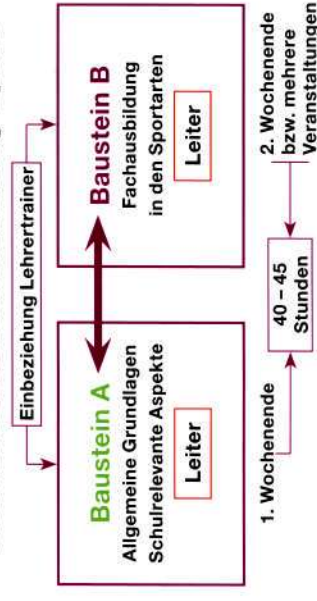 Einbeziehung Lehrertrainer
Baustein A
Allgemeine Grundlagen
Schulrelevante Aspekte
Leiter
Baustein B
Fachausbildung
in den Sportarten
Leiter
1. Wochenende
40 – 45
Stunden
2. Wochenende
bzw. mehrere
Veranstaltungen